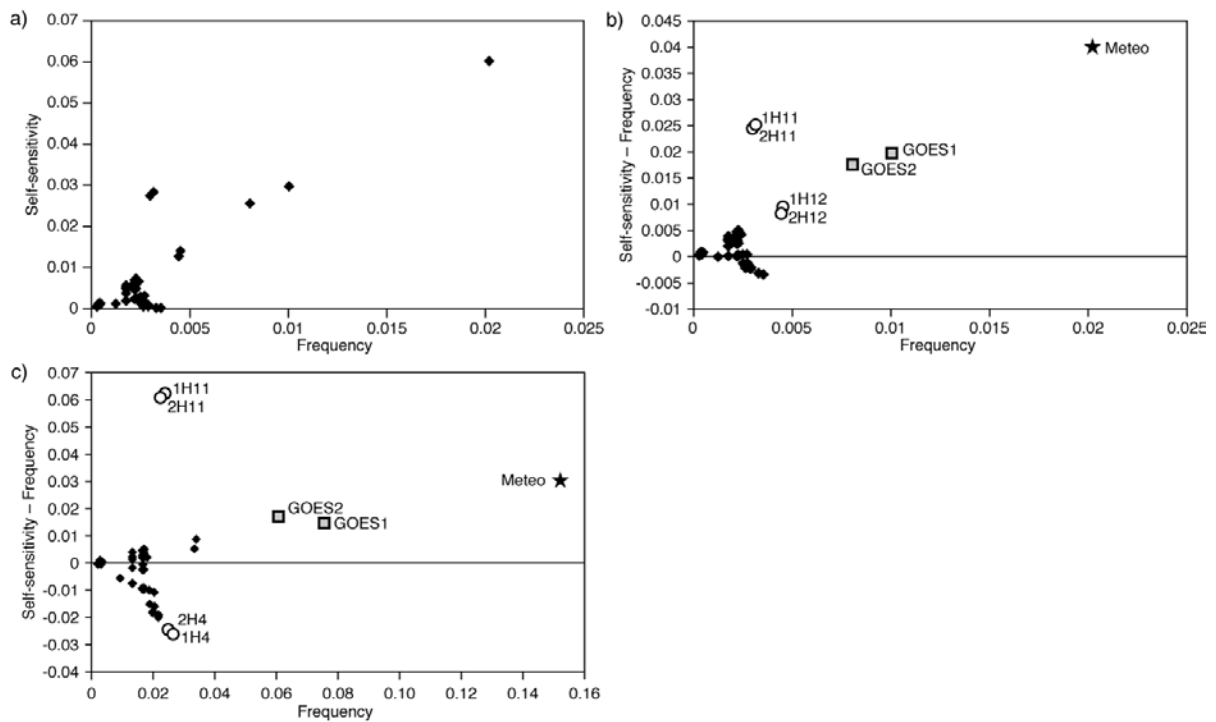 a)
Self-sensitivity
0.07
0.06
0.05
0.04
0.03
0.02
0.01
0
0
0.005
0.01
0.015
0.02
0.025
Frequency
b)
Self-sensitivity – Frequency
0.045
0.04
0.035
0.03
0.025
0.02
0.015
0.01
0.005
0
-0.005
-0.01
Meteo
1H11
2H11
GOES1
GOES2
1H12
2H12
0
0.005
0.01
0.015
0.02
0.025
Frequency
c)
Self-sensitivity – Frequency
0.07
0.06
0.05
0.04
0.03
0.02
0.01
0
-0.01
-0.02
-0.03
-0.04
1H11
2H11
Meteo
GOES2
GOES1
2H4
1H4
0
0.02
0.04
0.06
0.08
0.10
0.12
0.14
0.16
Frequency